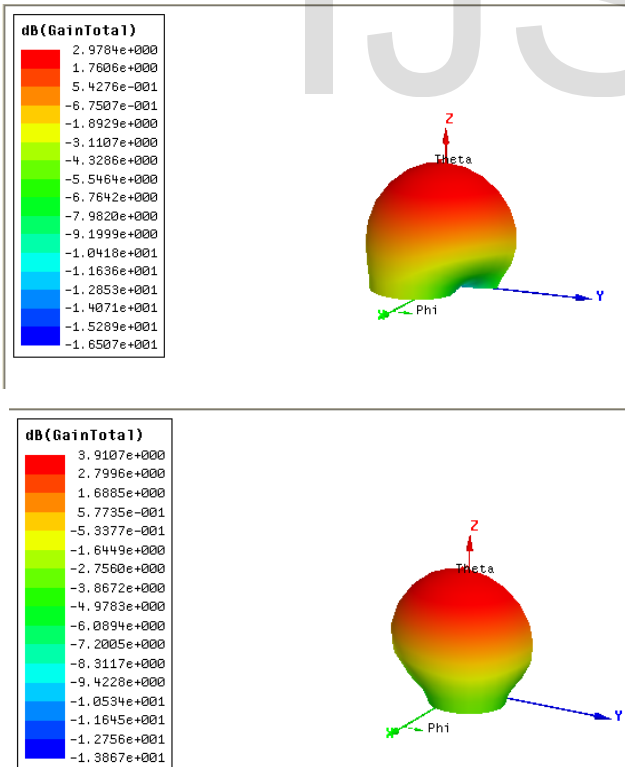 IJS
dB(GainTotal)
2.9784e+000
1.7606e+000
5.4276e-001
-6.7507e-001
-1.8929e+000
-3.1107e+000
-4.3286e+000
-5.5464e+000
-6.7642e+000
-7.9820e+000
-9.1999e+000
-1.0418e+001
-1.1636e+001
-1.2853e+001
-1.4071e+001
-1.5289e+001
-1.6507e+001
Z
Theta
Y
X
Phi
dB(GainTotal)
3.9107e+000
2.7996e+000
1.6885e+000
5.7735e-001
-5.3377e-001
-1.6449e+000
-2.7560e+000
-3.8672e+000
-4.9783e+000
-6.0894e+000
-7.2005e+000
-8.3117e+000
-9.4228e+000
-1.0534e+001
-1.1645e+001
-1.2756e+001
-1.3867e+001
Z
Theta
Y
X
Phi